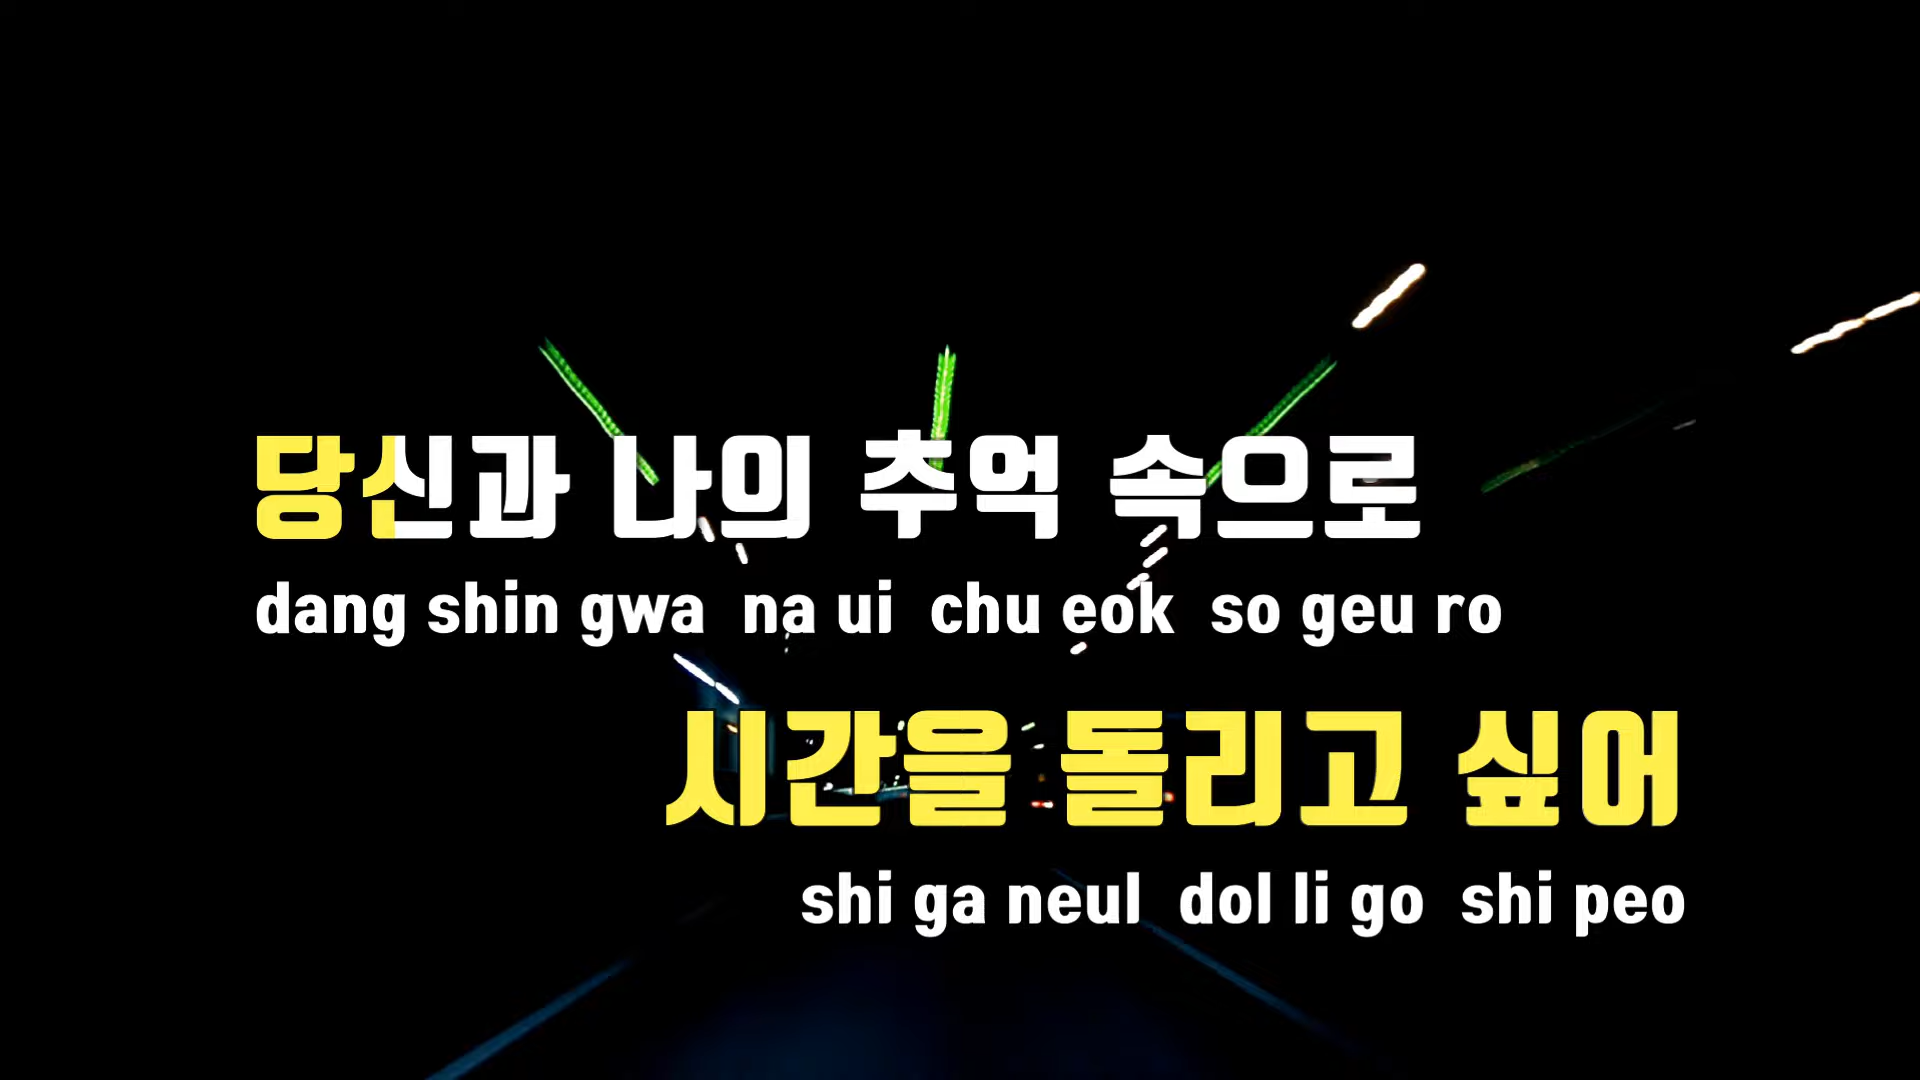 당신과 나의 추억 속으로
dang shin gwa na ui chu eok so geu ro
시간을 돌리고 싶어
shi ga neul dol li go shi peo